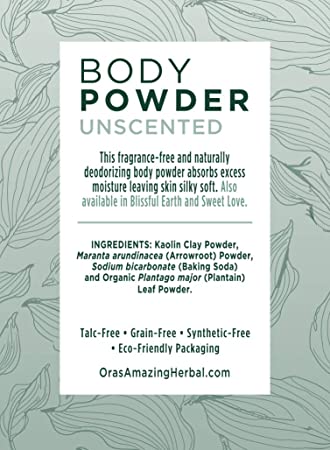 BODY
POWDER
UNSCENTED
This fragrance-free and naturally
deodorizing body powder absorbs excess
moisture leaving skin silky soft. Also
available in Blissful Earth and Sweet Love.
INGREDIENTS: Kaolin Clay Powder,
Maranta arundinacea (Arrowroot) Powder,
Sodium bicarbonate (Baking Soda)
and Organic Plantago major (Plantain)
Leaf Powder.
Talc-Free • Grain-Free • Synthetic-Free
• Eco-Friendly Packaging
OrasAmazingHerbal.com